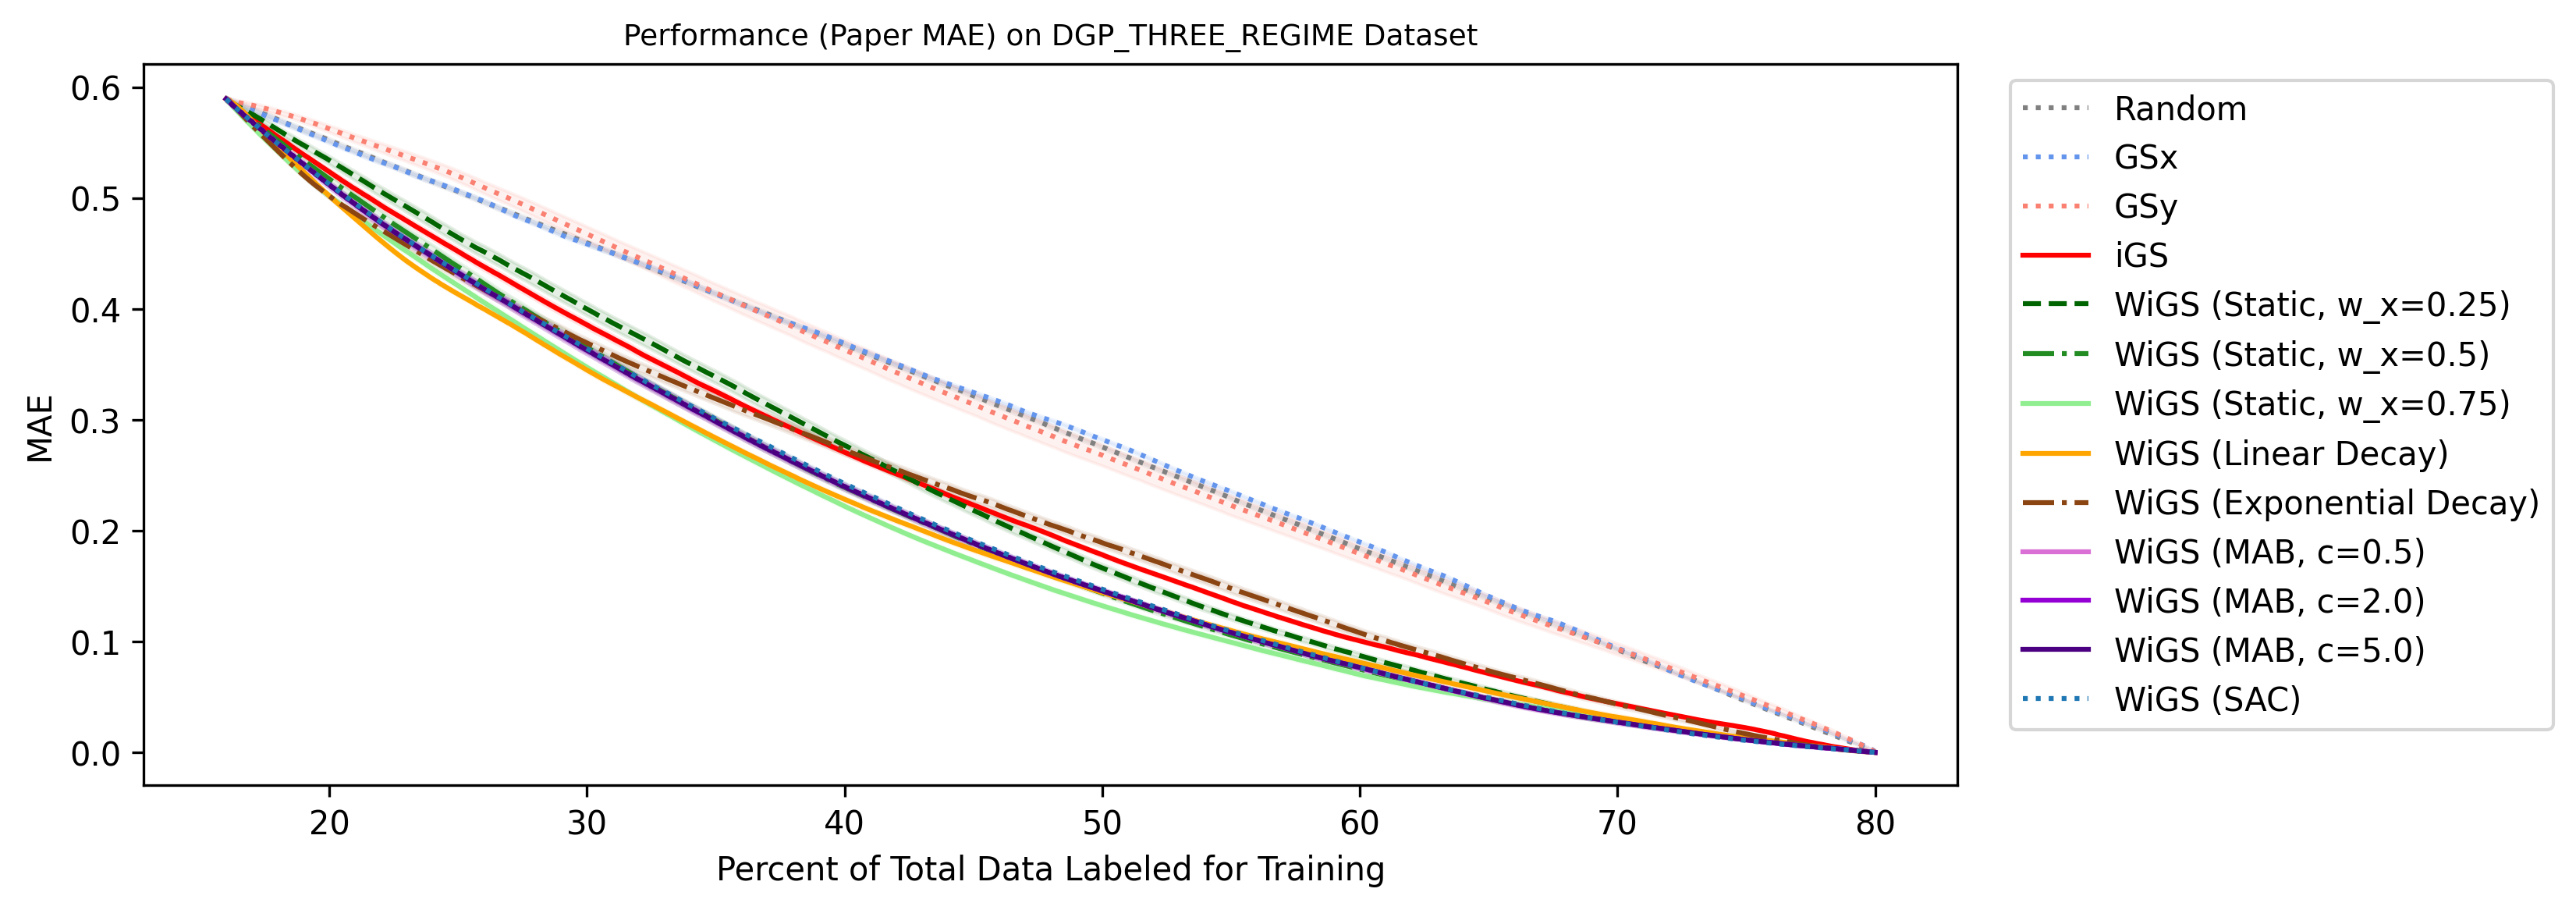 Performance (Paper MAE) on DGP_THREE_REGIME Dataset
MAE
0.6
0.5
0.4
0.3
0.2
0.1
0.0
20 30 40 50 60 70 80
Percent of Total Data Labeled for Training
Random
GSx
GSy
iGS
WiGS (Static, w_x=0.25)
WiGS (Static, w_x=0.5)
WiGS (Static, w_x=0.75)
WiGS (Linear Decay)
WiGS (Exponential Decay)
WiGS (MAB, c=0.5)
WiGS (MAB, c=2.0)
WiGS (MAB, c=5.0)
WiGS (SAC)